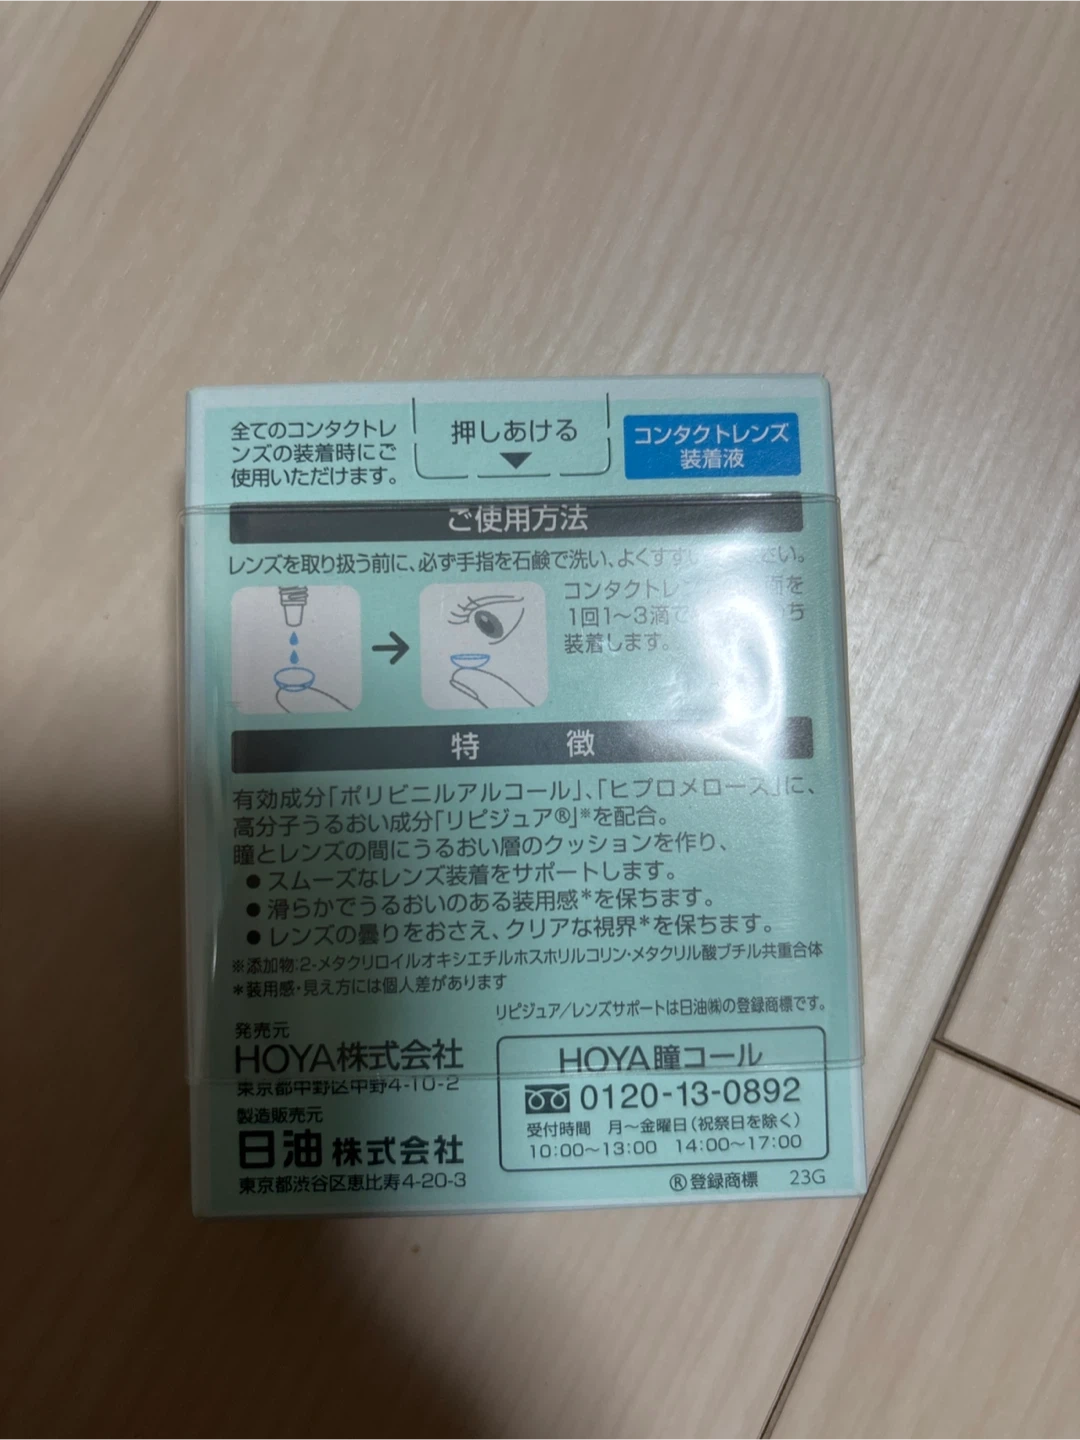 全てのコンタクトレ
ンズの装着時にご
使用いただけます。
押しあける
コンタクトレンズ
装着液
ご使用方法
レンズを取り扱う前に、必ず手指を石鹸で洗い、よくすす さい。
コンタクトレン 面を
1回1~3滴で ち
装着します。
特 徴
有効成分「ポリビニルアルコール」、「ヒプロメロース」に、
高分子うるおい成分「リピジュア®」※を配合。
瞳とレンズの間にうるおい層のクッションを作り、
●スムーズなレンズ装着をサポートします。
●滑らかでうるおいのある装用感*を保ちます。
●レンズの曇りをおさえ、クリアな視界*を保ちます。
※添加物:2-メタクリロイルオキシエチルホスホリルコリン・メタクリル酸ブチル共重合体
*装用感・見え方には個人差があります
リピジュア/レンズサポートは日油㈱の登録商標です。
発売元
HOYA株式会社
東京都中野区中野4-10-2
製造販売元
日油株式会社
東京都渋谷区恵比寿4-20-3
HOYA瞳コール
0120-13-0892
受付時間 月~金曜日(祝祭日を除く)
10:00~13:00 14:00~17:00
®登録商標 23G